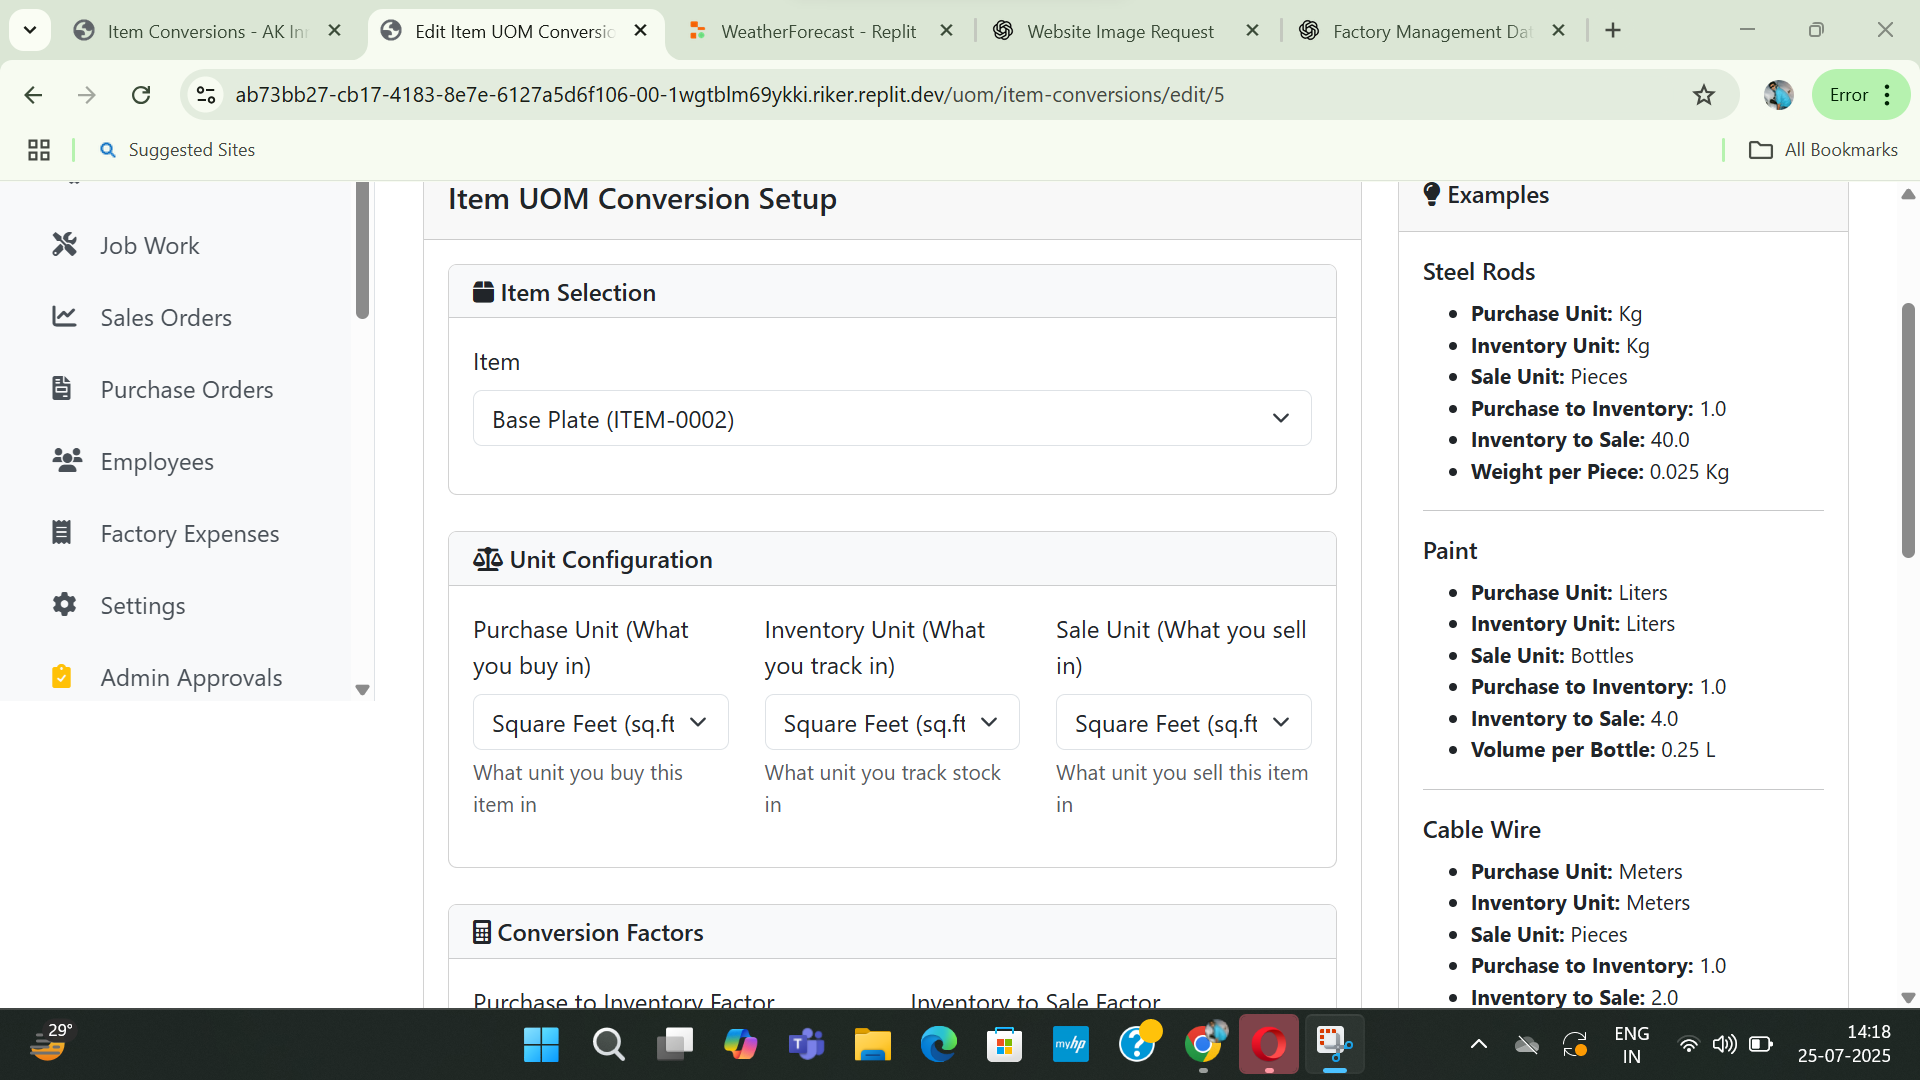 Item Conversions - AK In
Edit Item UOM Conversio
WeatherForecast - Replit
Website Image Request
Factory Management Dat
ab73bb27-cb17-4183-8e7e-6127a5d6f106-00-1wgtblm69ykki.riker.replit.dev/uom/item-conversions/edit/5
Error
Suggested Sites
All Bookmarks
Job Work
Sales Orders
Purchase Orders
Employees
Factory Expenses
Settings
Admin Approvals
Item UOM Conversion Setup
Item Selection
Item
Base Plate (ITEM-0002)
Unit Configuration
Purchase Unit (What
you buy in)
Square Feet (sq.ft
What unit you buy this
item in
Inventory Unit (What
you track in)
Square Feet (sq.ft
What unit you track stock
in
Sale Unit (What you sell
in)
Square Feet (sq.ft
What unit you sell this item
in
Conversion Factors
Purchase to Inventory Factor
Inventory to Sale Factor
Examples
Steel Rods
• Purchase Unit: Kg
• Inventory Unit: Kg
• Sale Unit: Pieces
• Purchase to Inventory: 1.0
• Inventory to Sale: 40.0
• Weight per Piece: 0.025 Kg
Paint
• Purchase Unit: Liters
• Inventory Unit: Liters
• Sale Unit: Bottles
• Purchase to Inventory: 1.0
• Inventory to Sale: 4.0
• Volume per Bottle: 0.25 L
Cable Wire
• Purchase Unit: Meters
• Inventory Unit: Meters
• Sale Unit: Pieces
• Purchase to Inventory: 1.0
• Inventory to Sale: 2.0
29°
myhp
ENG
IN
14:18
25-07-2025